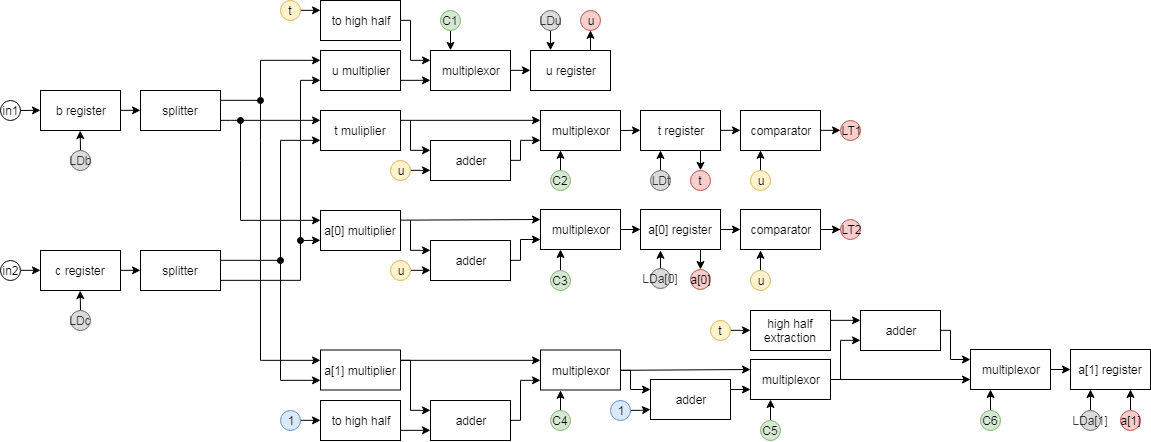 t
to high half
C1
LDu
u
u multiplier
multiplexor
u register
in1
b register
splitter
LDb
t muliplier
adder
u
multiplexor
C2
t register
LDt
t
comparator
u
LT1
a[0] multiplier
adder
u
multiplexor
C3
a[0] register
LDa[0]
a[0]
comparator
u
LT2
in2
c register
splitter
LDc
t
high half
extraction
adder
a[1] multiplier
1
to high half
adder
multiplexor
C4
1
adder
multiplexor
C5
multiplexor
C6
a[1] register
LDa[1]
a[1]